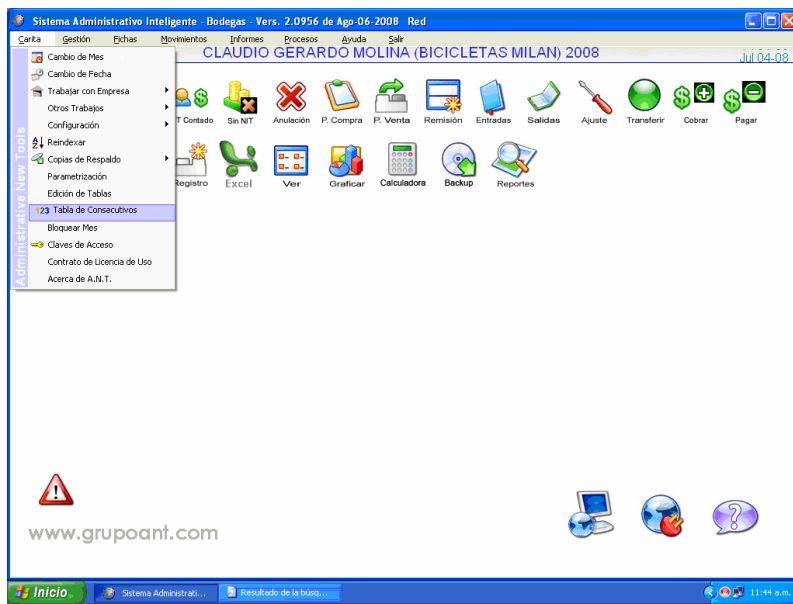 Sistema Administrativo Inteligente - Bodegas - Vers. 2.0956 de Ago-06-2008 Red
Carita Gestión Fichas Movimientos Informes Procesos Ayuda Salir
CLAUDIO GERARDO MOLINA (BICICLETAS MILAN) 2008
Jul 04-08
Administrative New Tools
Cambio de Mes
Cambio de Fecha
Trabajar con Empresa
Otros Trabajos
Configuración
Reindexar
Copias de Respaldo
Parametrización
Edición de Tablas
123 Tabla de Consecutivos
Bloquear Mes
Claves de Acceso
Contrato de Licencia de Uso
Acerca de A.N.T.
T Contado Sin NIT Anulación P. Compra P. Venta Remisión Entradas Salidas Ajuste Transferir Cobrar Pagar
Registro Excel Ver Graficar Calculadora Backup Reportes
www.grupoant.com
Inicio Sistema Administrati... Resultado de la búsq... 11:44 a.m.